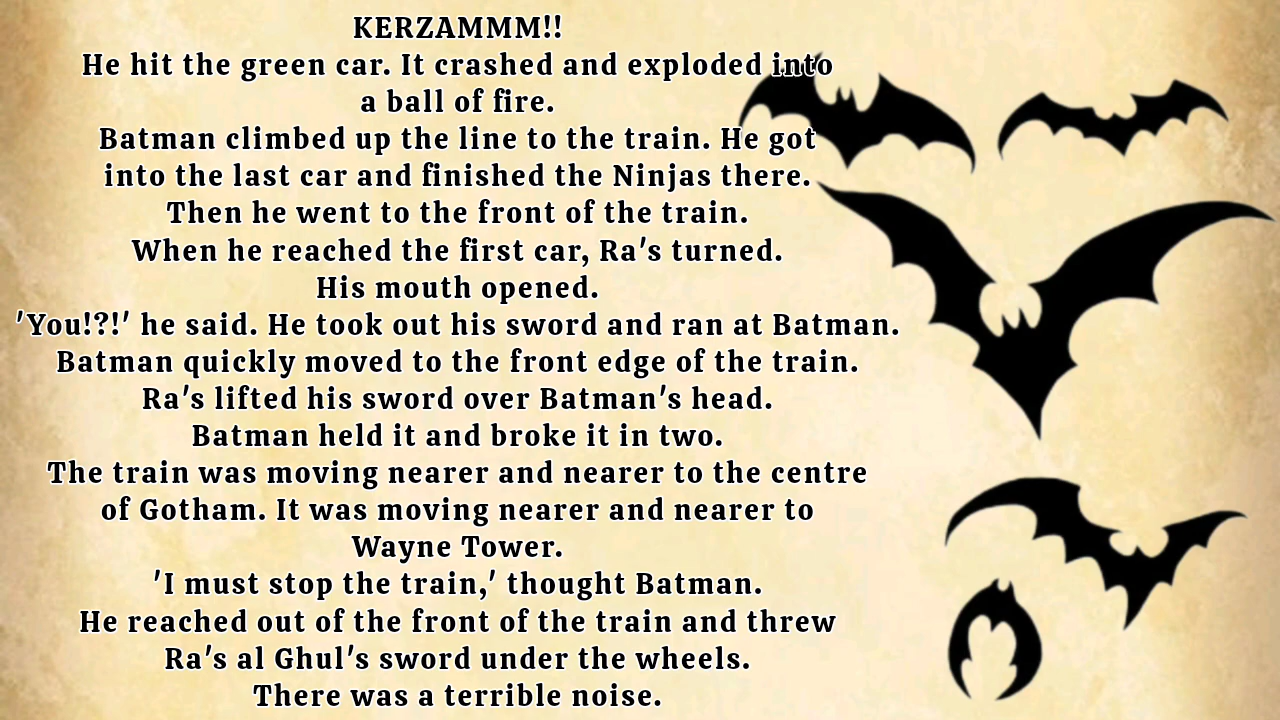 KERZAMMM!!
He hit the green car. It crashed and exploded into
a ball of fire.
Batman climbed up the line to the train. He got
into the last car and finished the Ninjas there.
Then he went to the front of the train.
When he reached the first car, Ra's turned.
His mouth opened.
'You!?!' he said. He took out his sword and ran at Batman.
Batman quickly moved to the front edge of the train.
Ra's lifted his sword over Batman's head.
Batman held it and broke it in two.
The train was moving nearer and nearer to the centre
of Gotham. It was moving nearer and nearer to
Wayne Tower.
'I must stop the train,' thought Batman.
He reached out of the front of the train and threw
Ra's al Ghul's sword under the wheels.
There was a terrible noise.